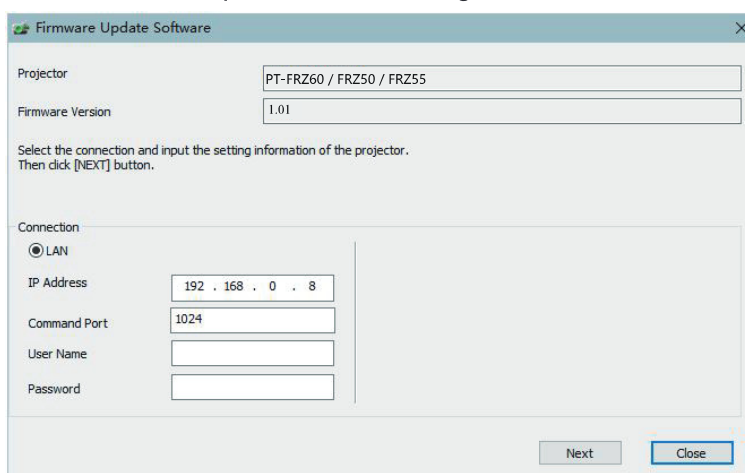 Firmware Update Software
Projector
PT-FRZ60 / FRZ50 / FRZ55
Firmware Version
1.01
Select the connection and input the setting information of the projector.
Then click [NEXT] button.
Connection
LAN
IP Address
192 . 168 . 0 . 8
Command Port
1024
User Name
Password
Next
Close